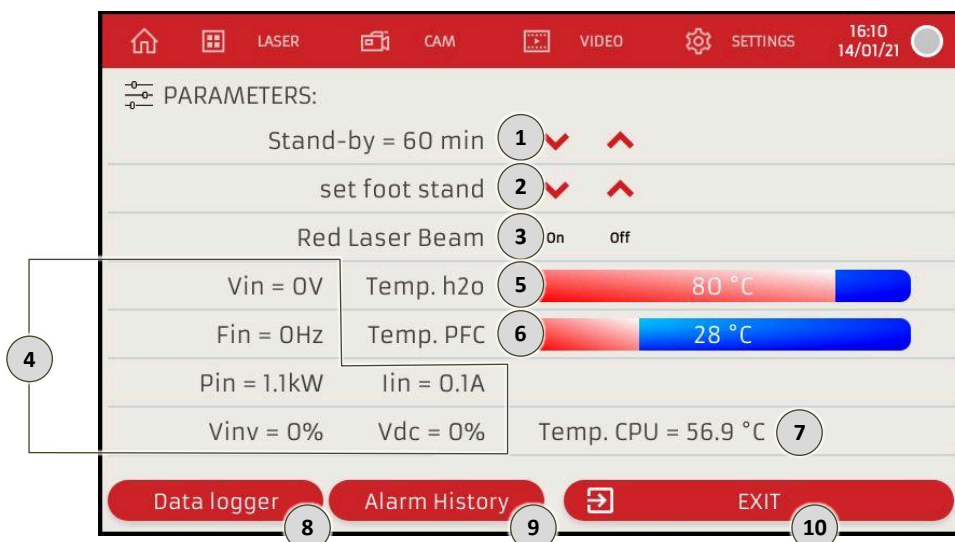 LASER CAM VIDEO SETTINGS 16:10
14/01/21
PARAMETERS:
Stand-by = 60 min 1
set foot stand 2
Red Laser Beam 3 On Off
Vin = 0V Temp. h2o 5 80 °C
Fin = 0Hz Temp. PFC 6 28 °C
4
Pin = 1.1kW Iin = 0.1A
Vinv = 0% Vdc = 0% Temp. CPU = 56.9 °C 7
Data logger Alarm History EXIT
8 9 10